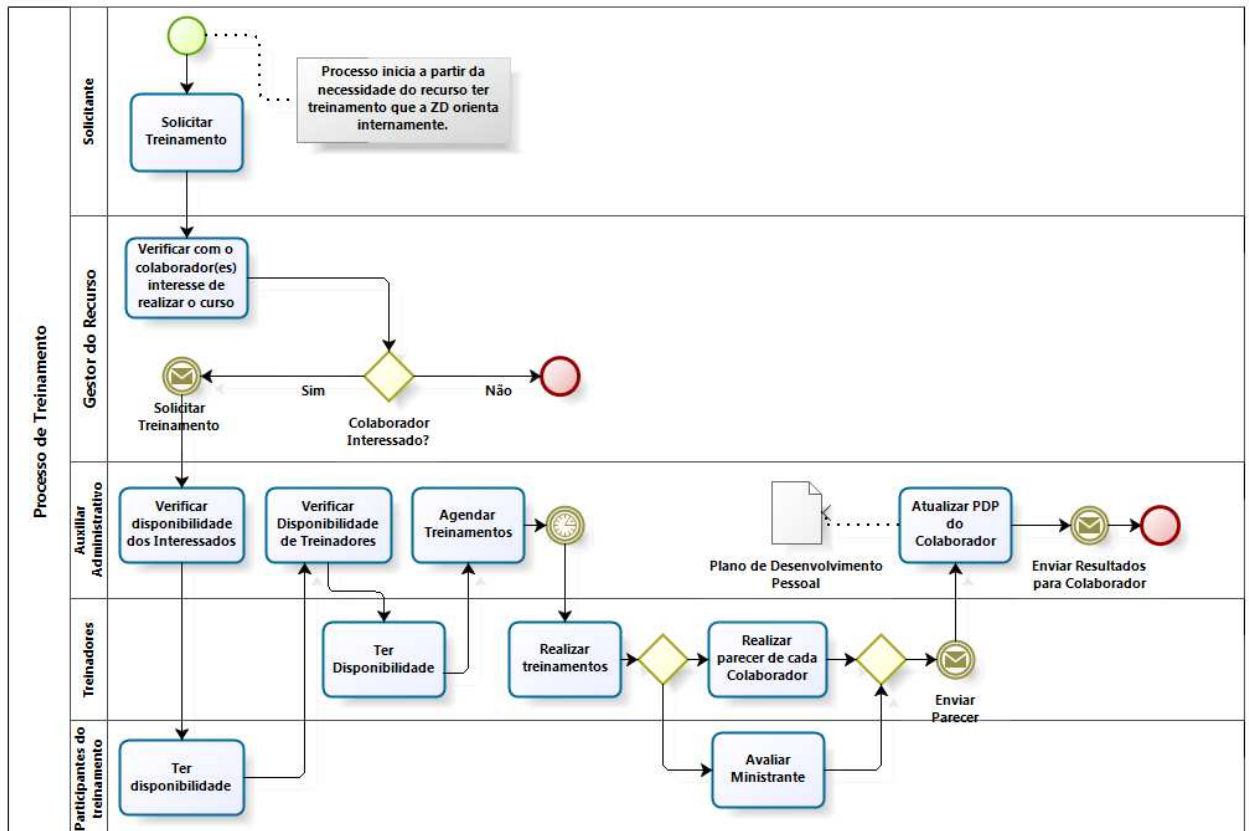 Processo de Treinamento
Solicitante
Processo inicia a partir da
necessidade do recurso ter
treinamento que a ZD orienta
internamente.
Solicitar
Treinamento
Gestor do Recurso
Verificar com o
colaborador(es)
interesse de
realizar o curso
Sim
Não
Solicitar
Treinamento
Colaborador
Interessado?
Auxiliar
Administrativo
Verificar
disponibilidade
dos Interessados
Verificar
Disponibilidade
de Treinadores
Agendar
Treinamentos
Plano de Desenvolvimento
Pessoal
Atualizar PDP
do
Colaborador
Enviar Resultados
para Colaborador
Treinadores
Ter
Disponibilidade
Realizar
treinamentos
Realizar
parecer de cada
Colaborador
Enviar
Parecer
Participantes do
treinamento
Ter
disponibilidade
Avaliar
Ministrante